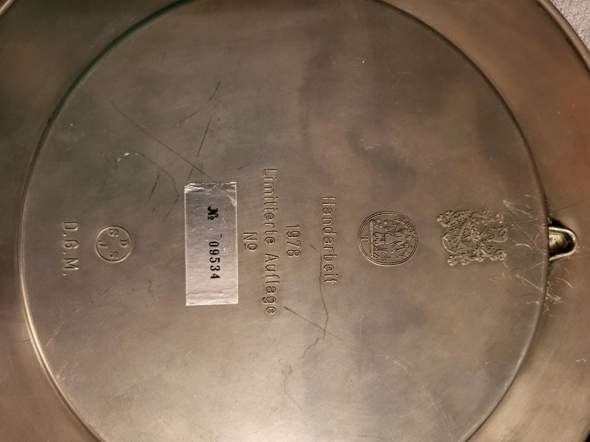 Handarbeit
1978
Limitierte Auflage
Nº
№ 09534
D.G.M.